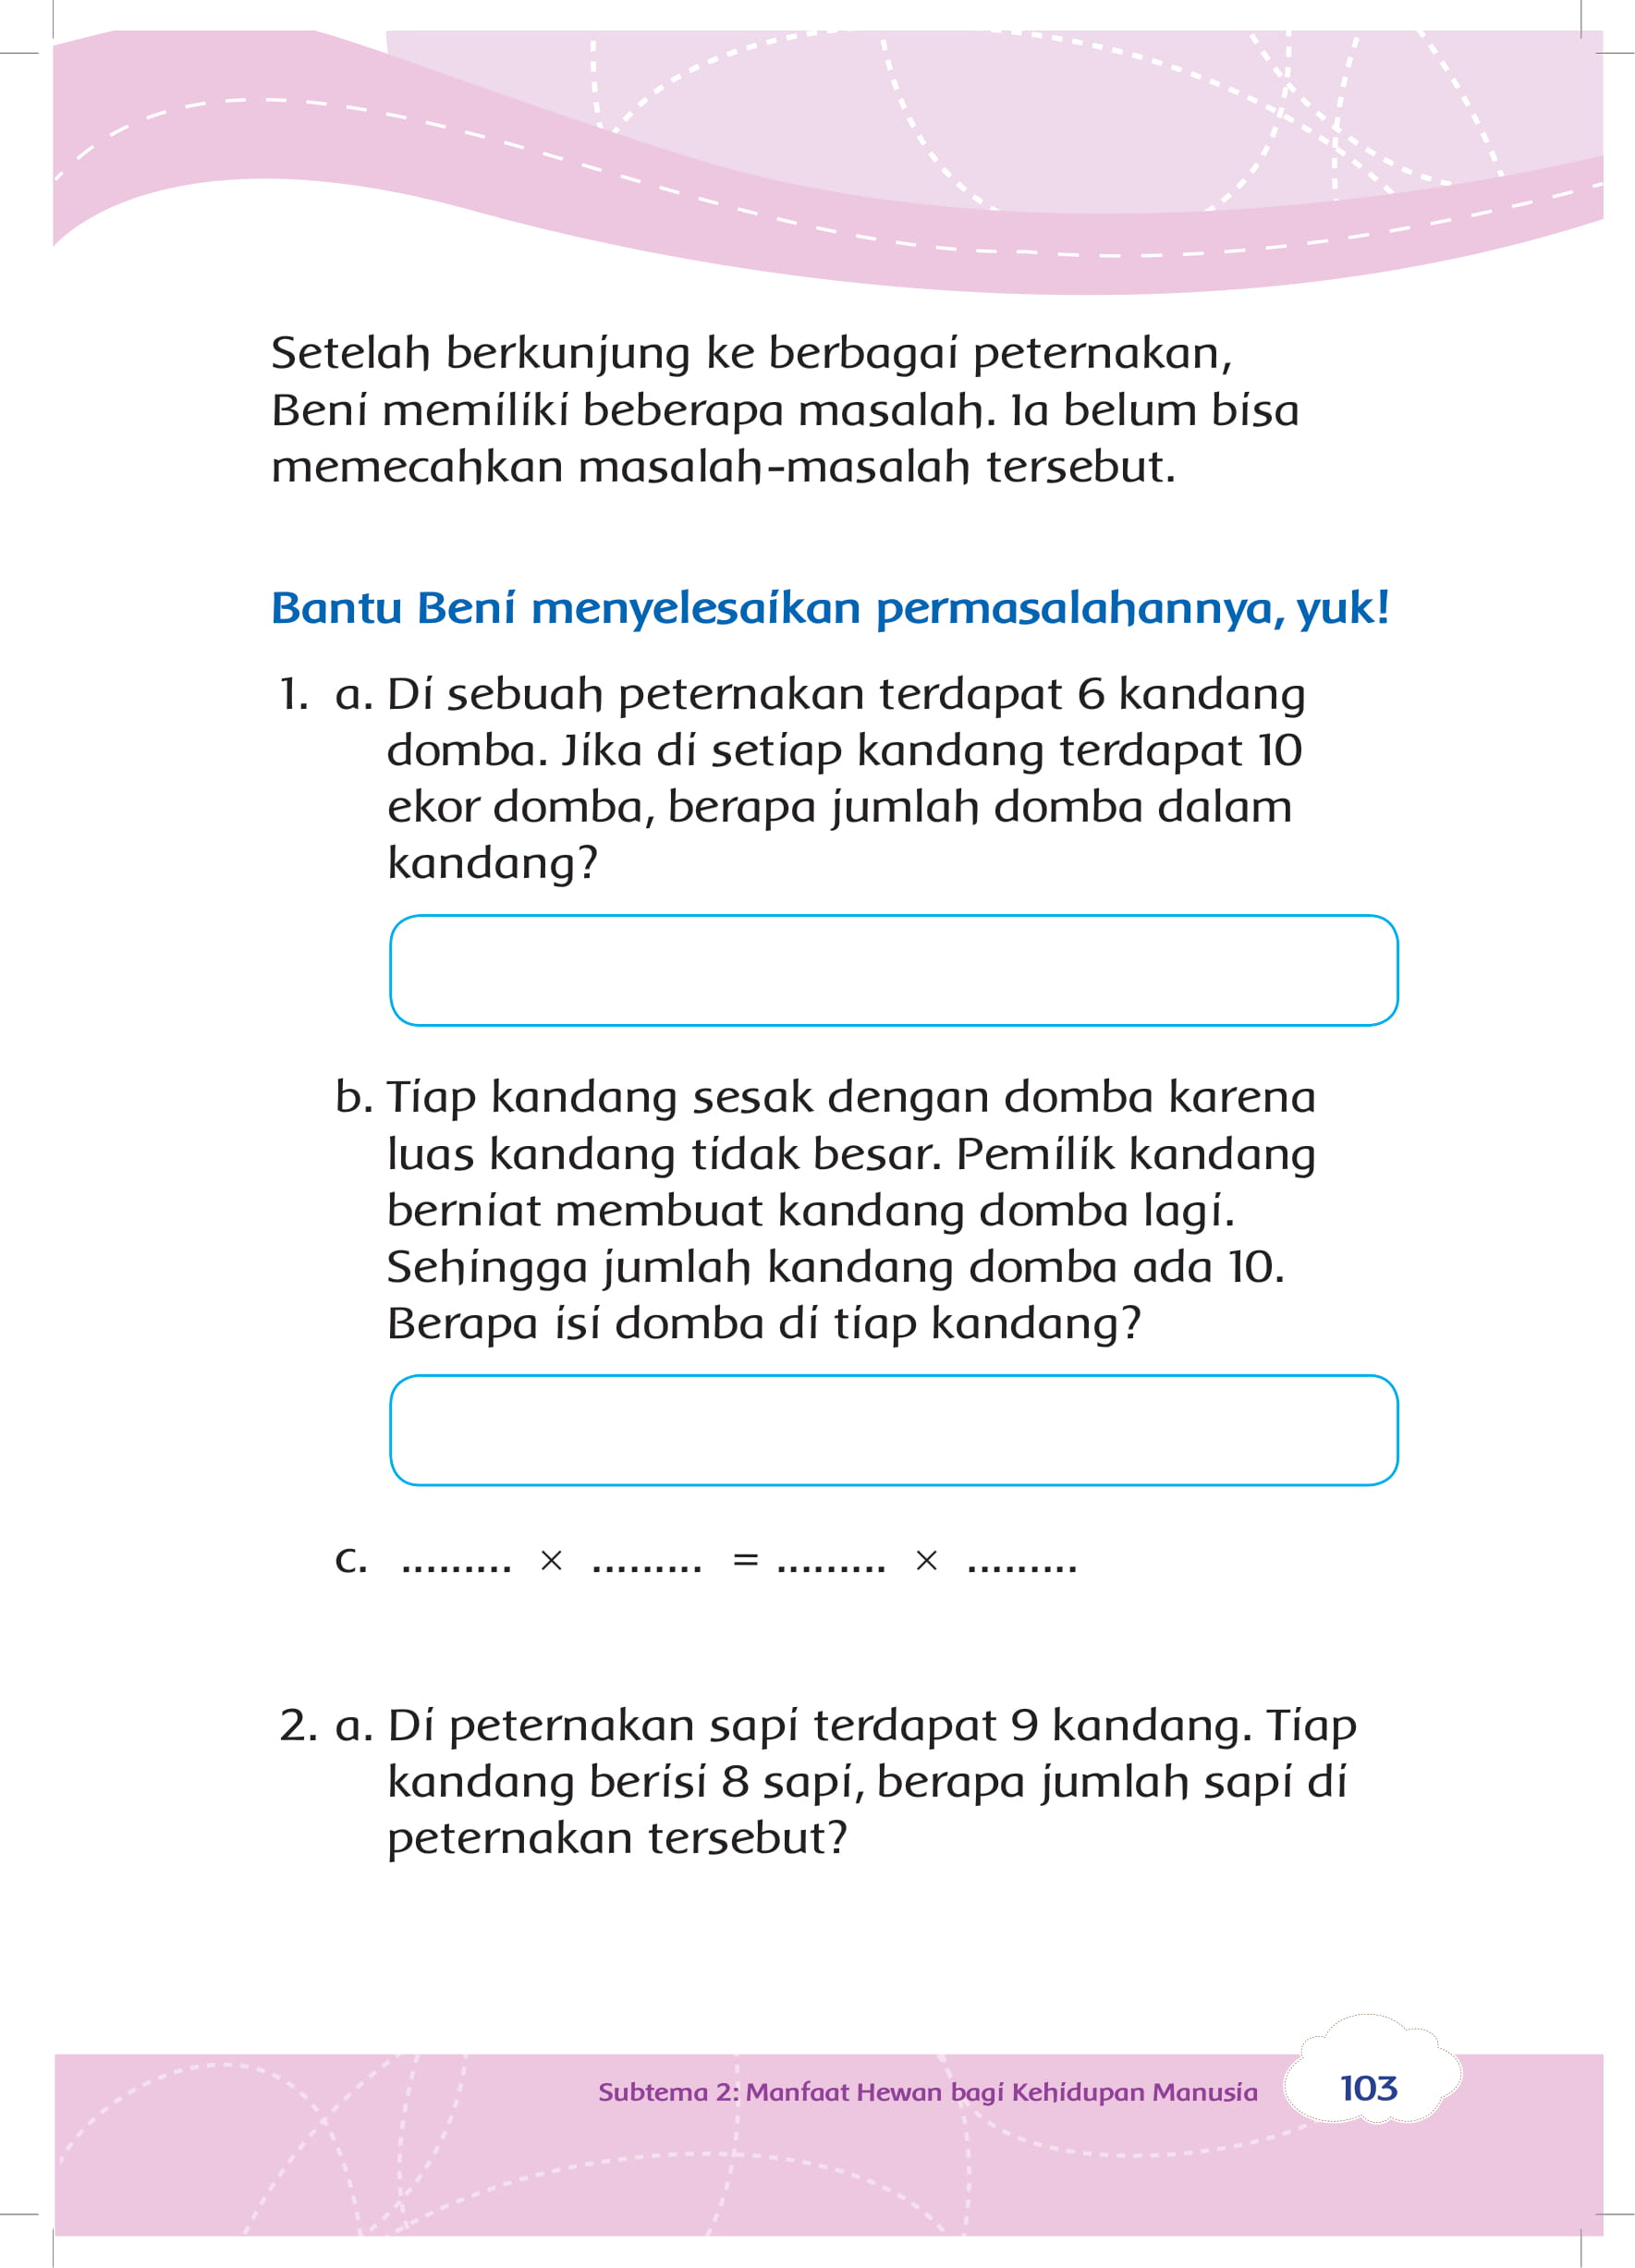 Setelah berkunjung ke berbagai peternakan,
Beni memiliki beberapa masalah. Ia belum bisa
memecahkan masalah-masalah tersebut.
Bantu Beni menyelesaikan permasalahannya, yuk!
1. a. Di sebuah peternakan terdapat 6 kandang
domba. Jika di setiap kandang terdapat 10
ekor domba, berapa jumlah domba dalam
kandang?
b. Tiap kandang sesak dengan domba karena
luas kandang tidak besar. Pemilik kandang
berniat membuat kandang domba lagi.
Sehingga jumlah kandang domba ada 10.
Berapa isi domba di tiap kandang?
c. ......... × ......... = ......... × .........
2. a. Di peternakan sapi terdapat 9 kandang. Tiap
kandang berisi 8 sapi, berapa jumlah sapi di
peternakan tersebut?
Subtema 2: Manfaat Hewan bagi Kehidupan Manusia
103